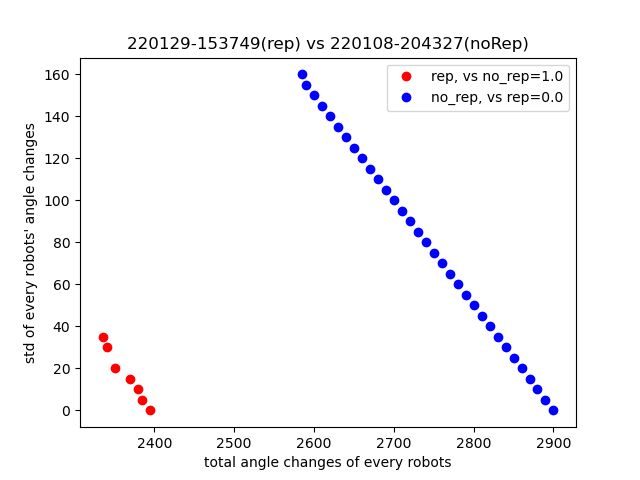 220129-153749(rep) vs 220108-204327(noRep)
rep, vs no_rep=1.0
no_rep, vs rep=0.0
std of every robots' angle changes
160
140
120
100
80
60
40
20
0
2400 2500 2600 2700 2800 2900
total angle changes of every robots